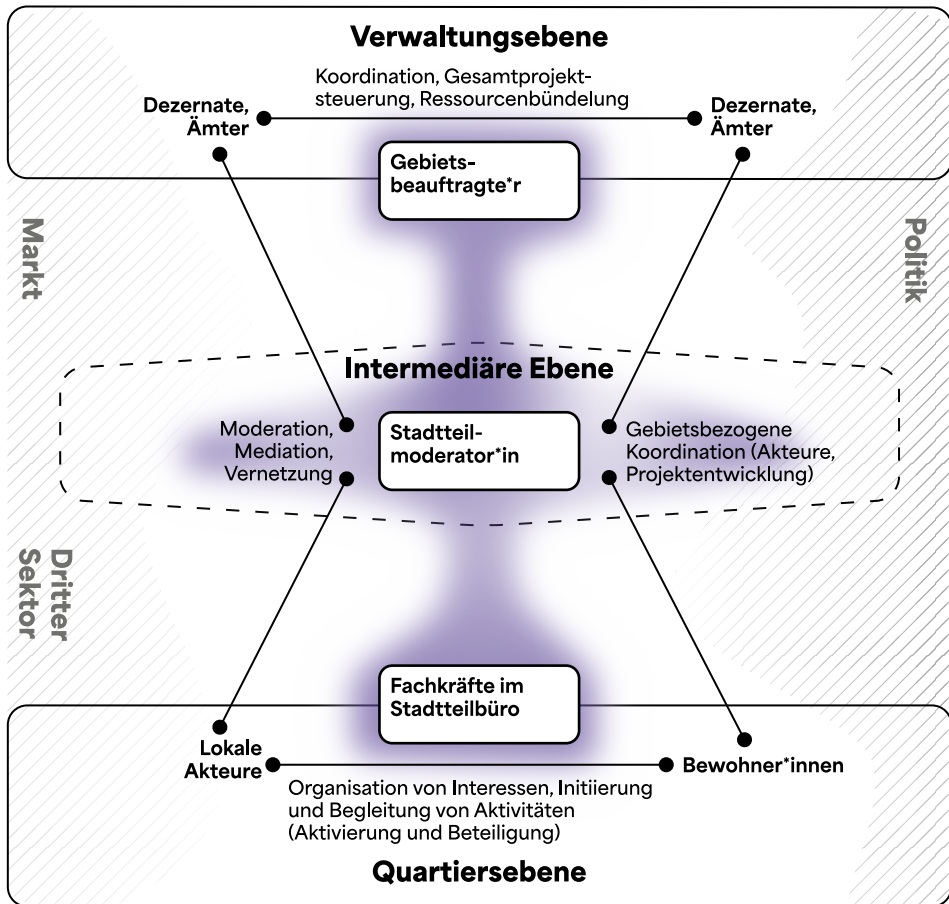 Verwaltungsebene
Koordination, Gesamtprojekt-
steuerung, Ressourcenbündelung
Dezernate,
Ämter
Dezernate,
Ämter
Gebiets-
beauftragte*r
Markt
Politik
Intermediäre Ebene
Moderation,
Mediation,
Vernetzung
Stadtteil-
moderator*in
Gebietsbezogene
Koordination (Akteure,
Projektentwicklung)
Dritter
Sektor
Fachkräfte im
Stadtteilbüro
Lokale
Akteure
Bewohner*innen
Organisation von Interessen, Initiierung
und Begleitung von Aktivitäten
(Aktivierung und Beteiligung)
Quartiersebene